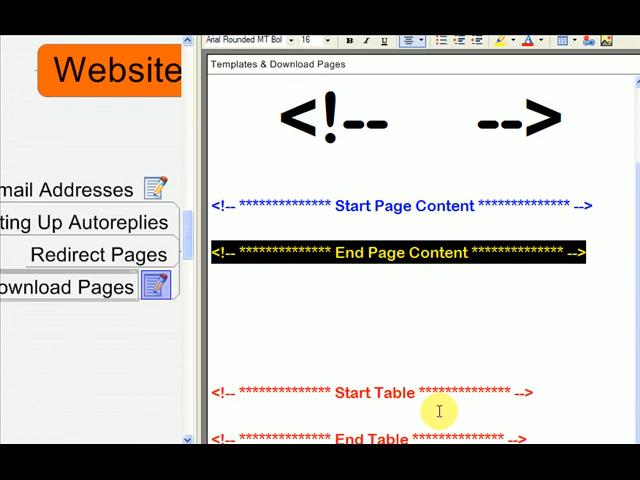 Website
mail Addresses
ting Up Autoreplies
Redirect Pages
ownload Pages
Arial Rounded MT Bol
16
B I U
A
Templates & Download Pages
<!-- -->
<!-- ************** Start Page Content ************** -->
<!-- ************** End Page Content ************** -->
<!-- ************** Start Table ************** -->
<!-- ************** End Table ************** -->